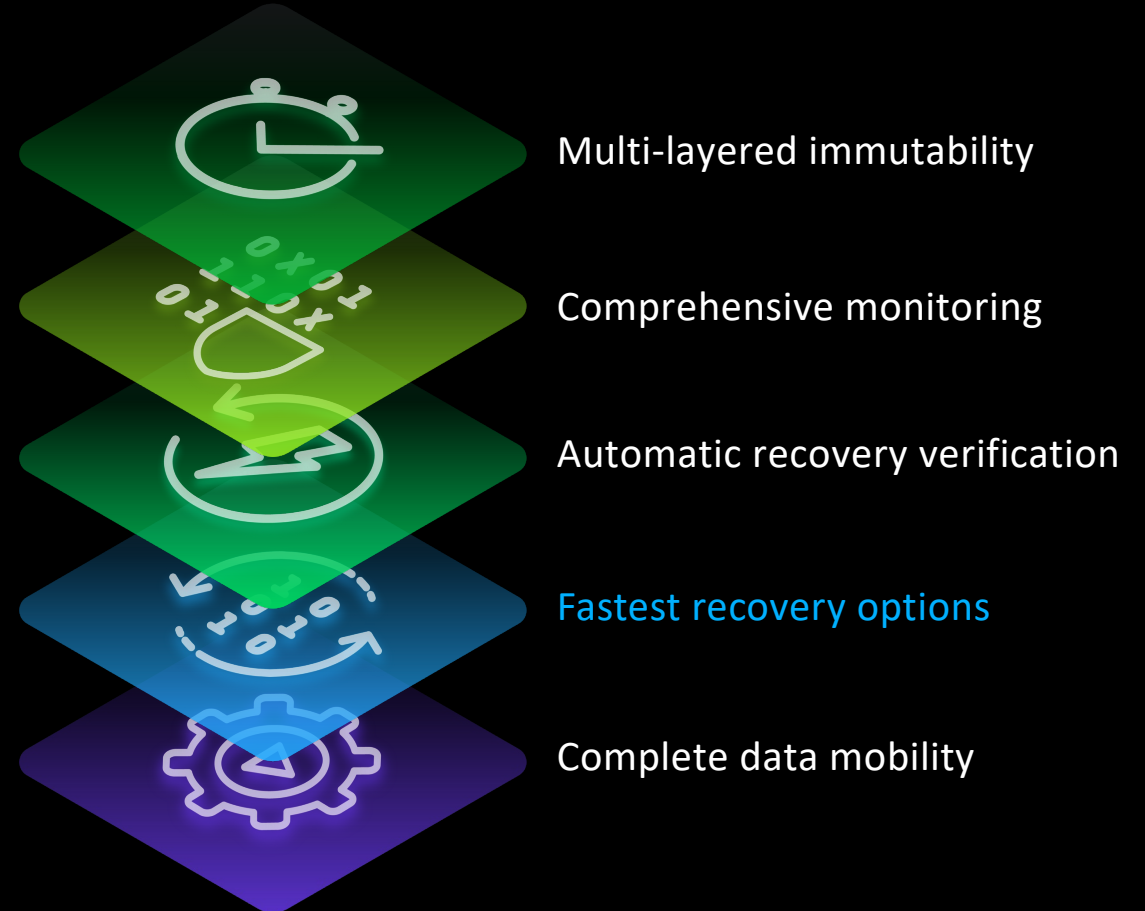 Multi-layered immutability
Comprehensive monitoring
Automatic recovery verification
Fastest recovery options
Complete data mobility